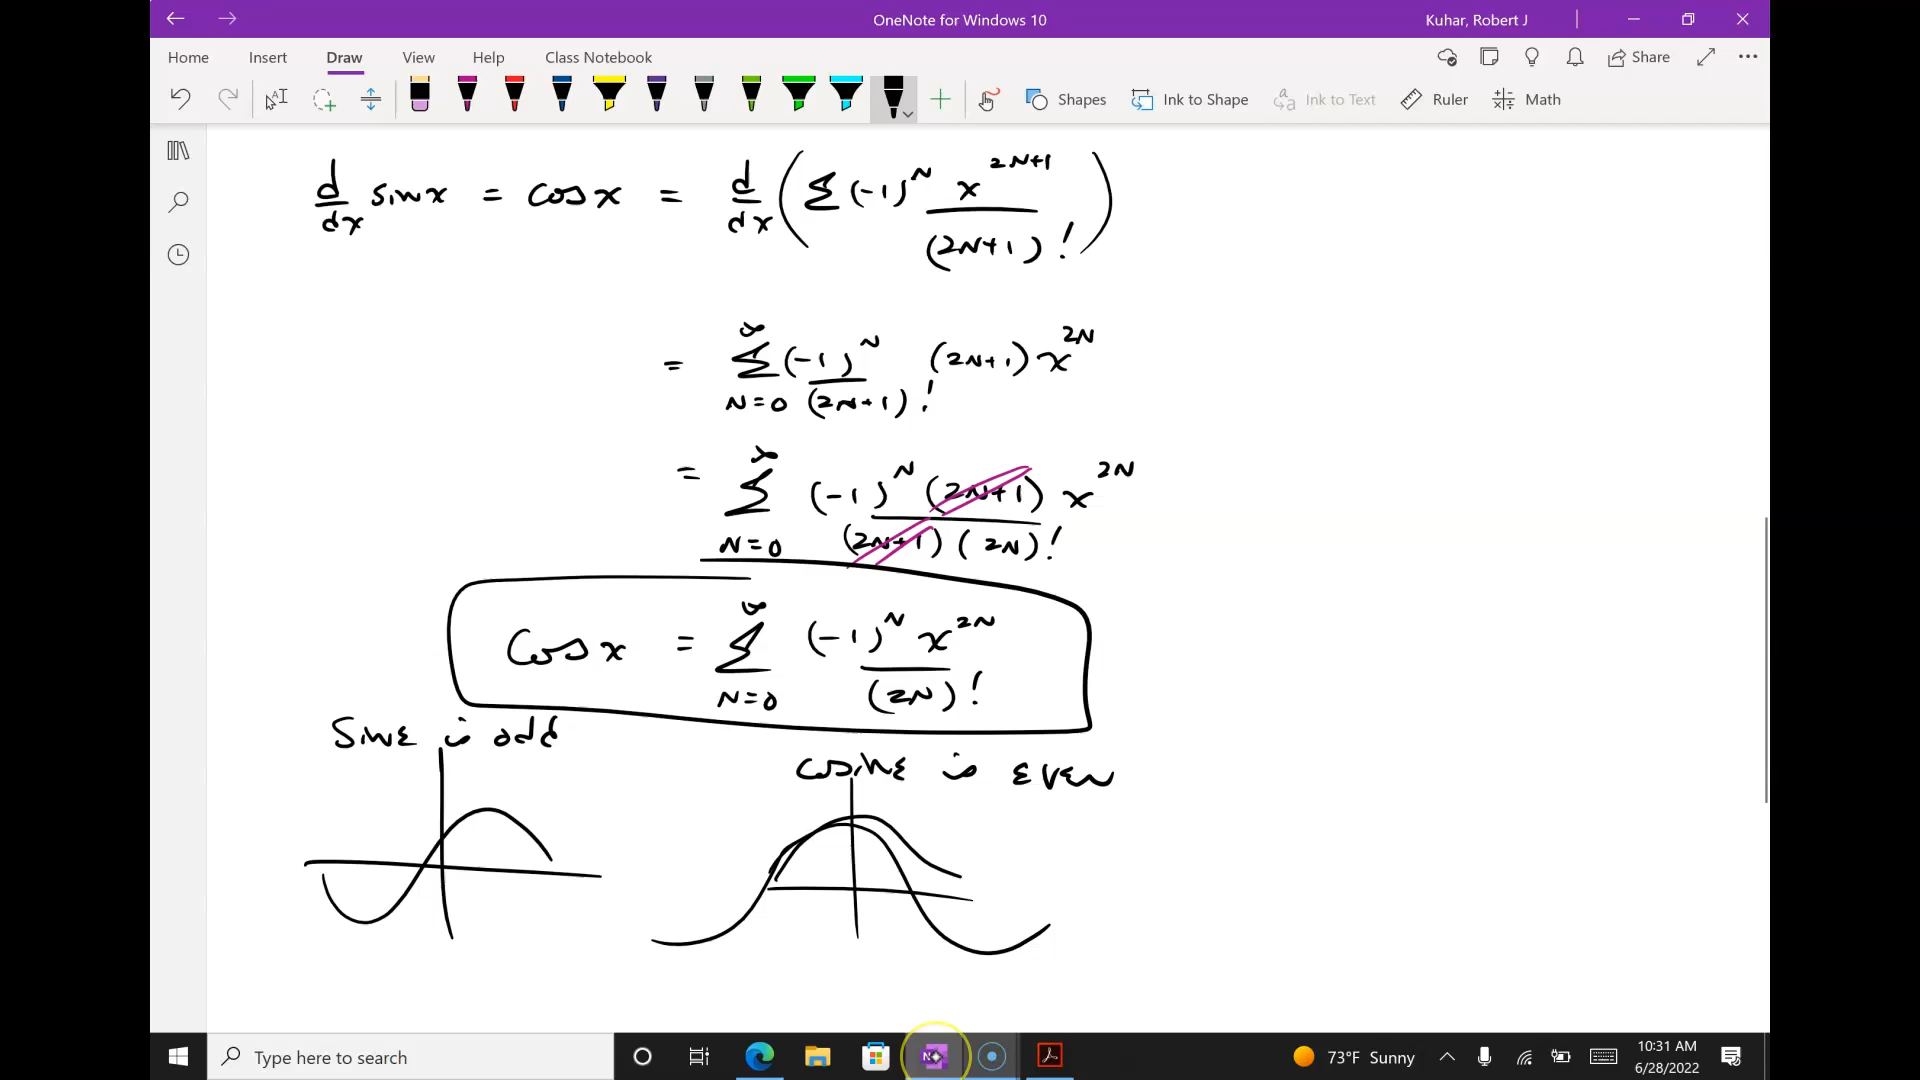 OneNote for Windows 10
Kuhar, Robert J
Home Insert Draw View Help Class Notebook
Share
Shapes Ink to Shape Ink to Text Ruler Math
d/dx sin x = cos x = d/dx ( Σ (-1)^N x^(2N+1) / (2N+1)! )
= Σ_{N=0}^{∞} (-1)^N / (2N+1)! (2N+1) x^(2N)
= Σ_{N=0}^{∞} (-1)^N (2N+1) x^(2N) / (2N+1) (2N)!
Cos x = Σ_{N=0}^{∞} (-1)^N x^(2N) / (2N)!
Sine is odd
cosine is even
Type here to search
73°F Sunny
10:31 AM
6/28/2022